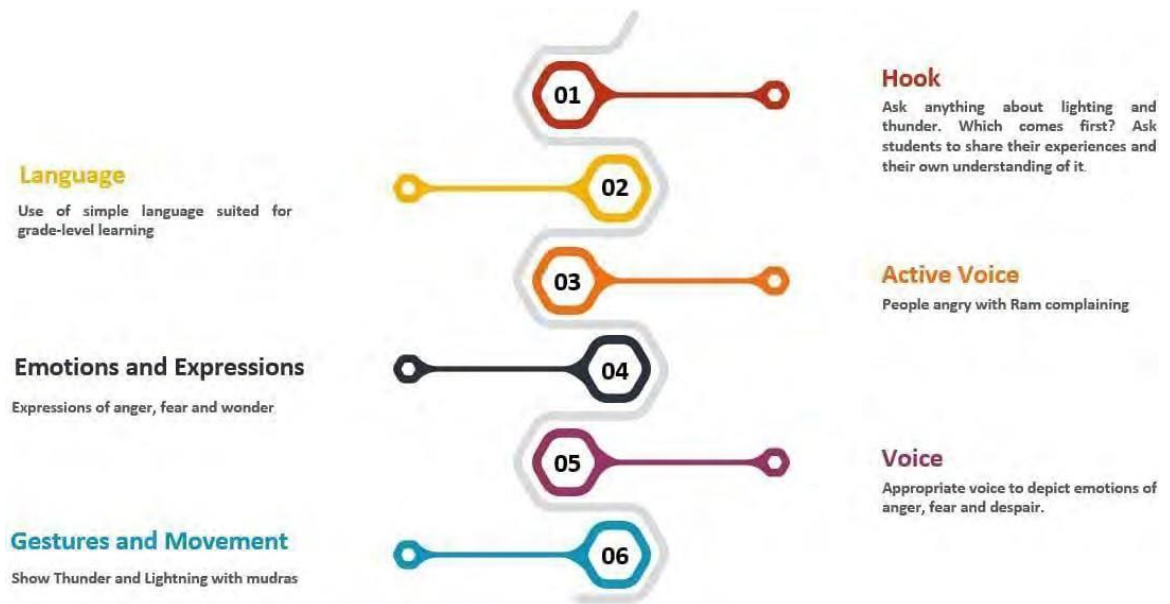 01
Hook
Ask anything about lighting and
thunder. Which comes first? Ask
students to share their experiences and
their own understanding of it.
Language
Use of simple language suited for
grade-level learning
02
03
Active Voice
People angry with Ram complaining
Emotions and Expressions
Expressions of anger, fear and wonder
04
05
Voice
Appropriate voice to depict emotions of
anger, fear and despair.
Gestures and Movement
Show Thunder and Lightning with mudras
06